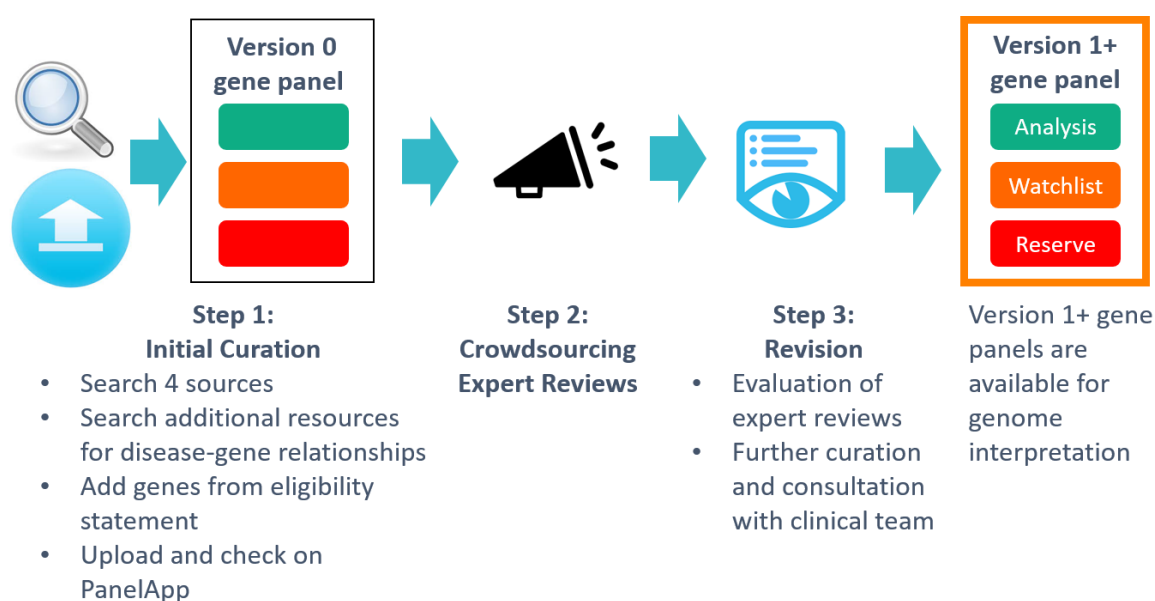 Version 0
gene panel
Version 1+
gene panel
Analysis
Watchlist
Reserve
Step 1:
Initial Curation
• Search 4 sources
• Search additional resources
for disease-gene relationships
• Add genes from eligibility
statement
• Upload and check on
PanelApp
Step 2:
Crowdsourcing
Expert Reviews
Step 3:
Revision
• Evaluation of
expert reviews
• Further curation
and consultation
with clinical team
Version 1+ gene
panels are
available for
genome
interpretation